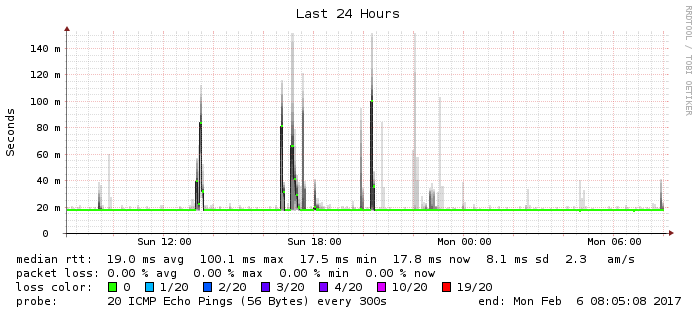 Last 24 Hours
RRDTOOL / TOBI OETIKER
Seconds
140 m
120 m
100 m
80 m
60 m
40 m
20 m
0
Sun 12:00 Sun 18:00 Mon 00:00 Mon 06:00
median rtt: 19.0 ms avg 100.1 ms max 17.5 ms min 17.8 ms now 8.1 ms sd 2.3 am/s
packet loss: 0.00 % avg 0.00 % max 0.00 % min 0.00 % now
loss color: 0 1/20 2/20 3/20 4/20 10/20 19/20
probe: 20 ICMP Echo Pings (56 Bytes) every 300s end: Mon Feb 6 08:05:08 2017